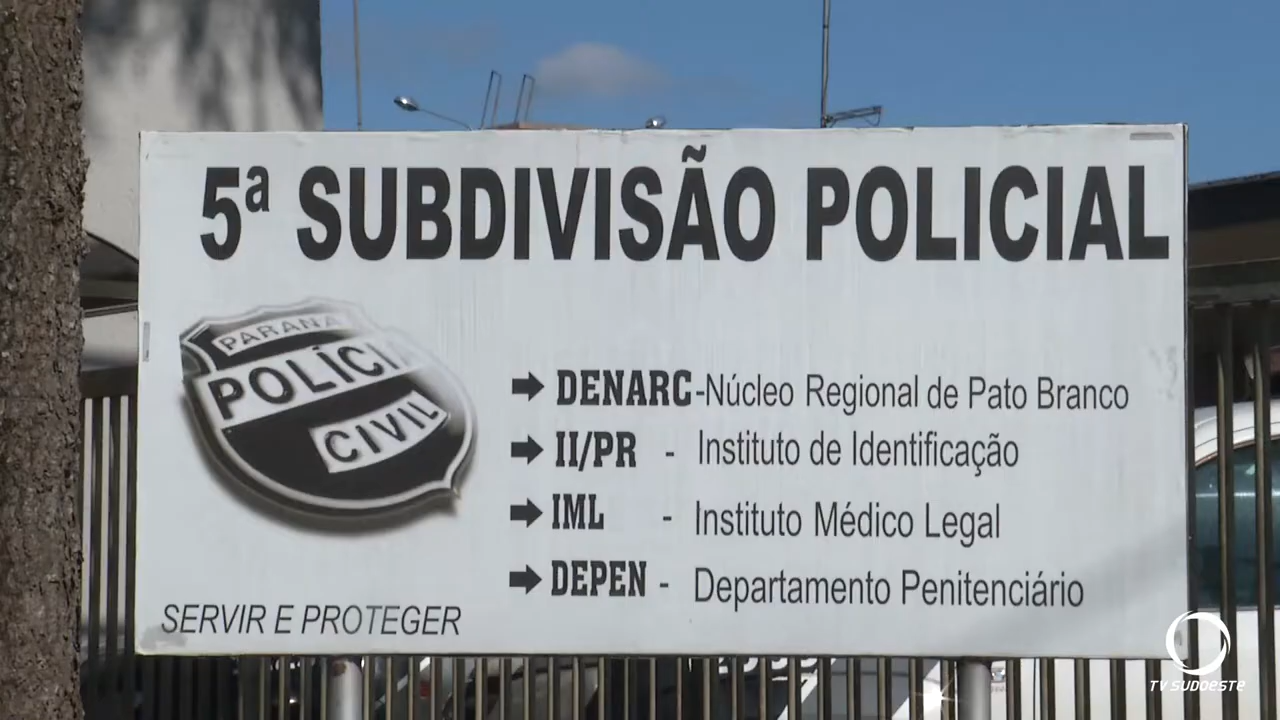 5ª SUBDIVISÃO POLICIAL
PARANÁ
POLÍCIA
CIVIL
➡ DENARC-Núcleo Regional de Pato Branco
➡ II/PR - Instituto de Identificação
➡ IML - Instituto Médico Legal
➡ DEPEN - Departamento Penitenciário
SERVIR E PROTEGER
TV SUDOESTE